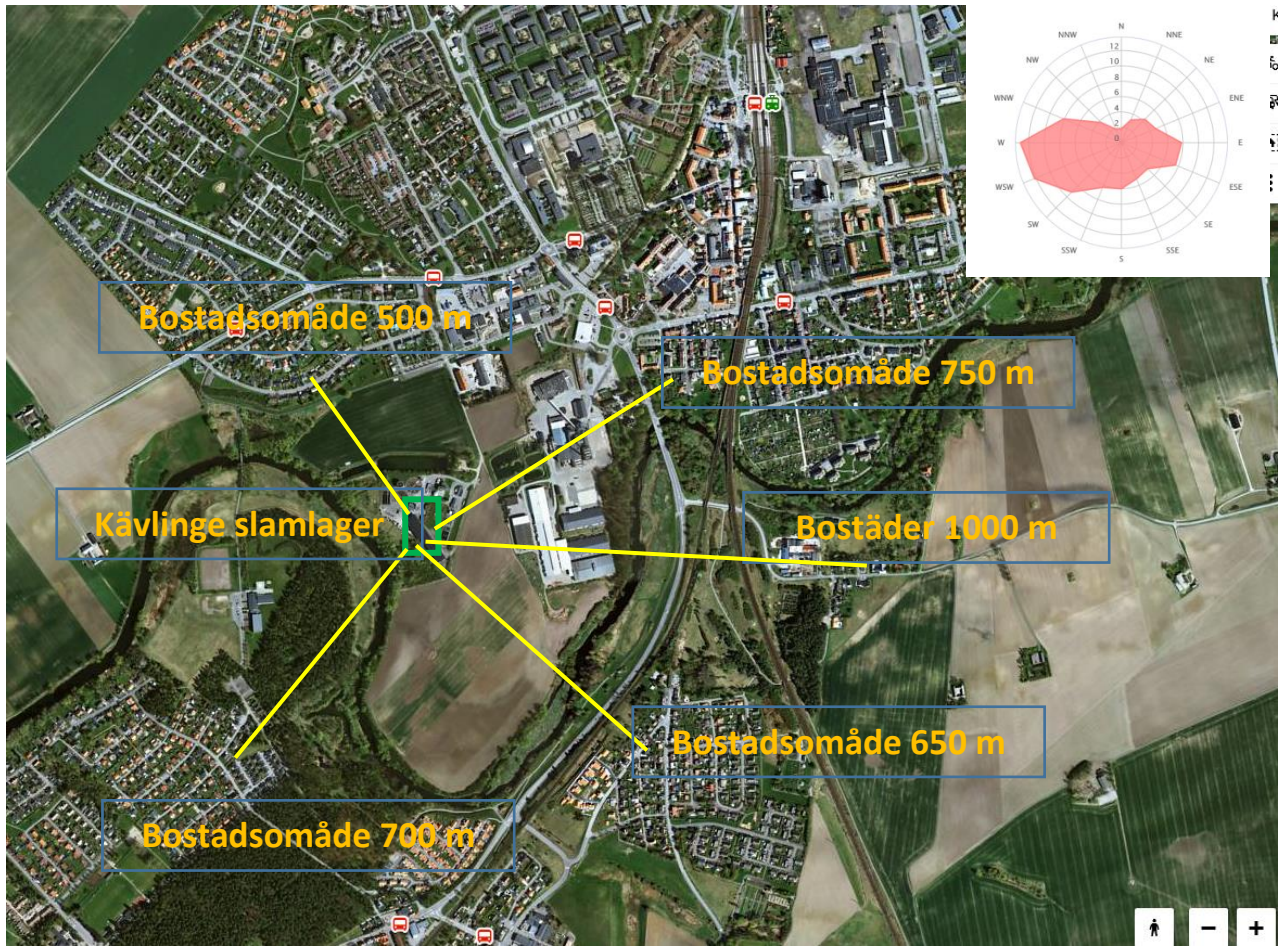 N
NNW
NNE
NW
NE
WNW
ENE
W
E
WSW
ESE
SW
SE
SSW
SSE
S
12
10
8
6
4
2
0
K
Bostadsomåde 500 m
Bostadsomåde 750 m
Kävlinge slamlager
Bostäder 1000 m
Bostadsomåde 650 m
Bostadsomåde 700 m